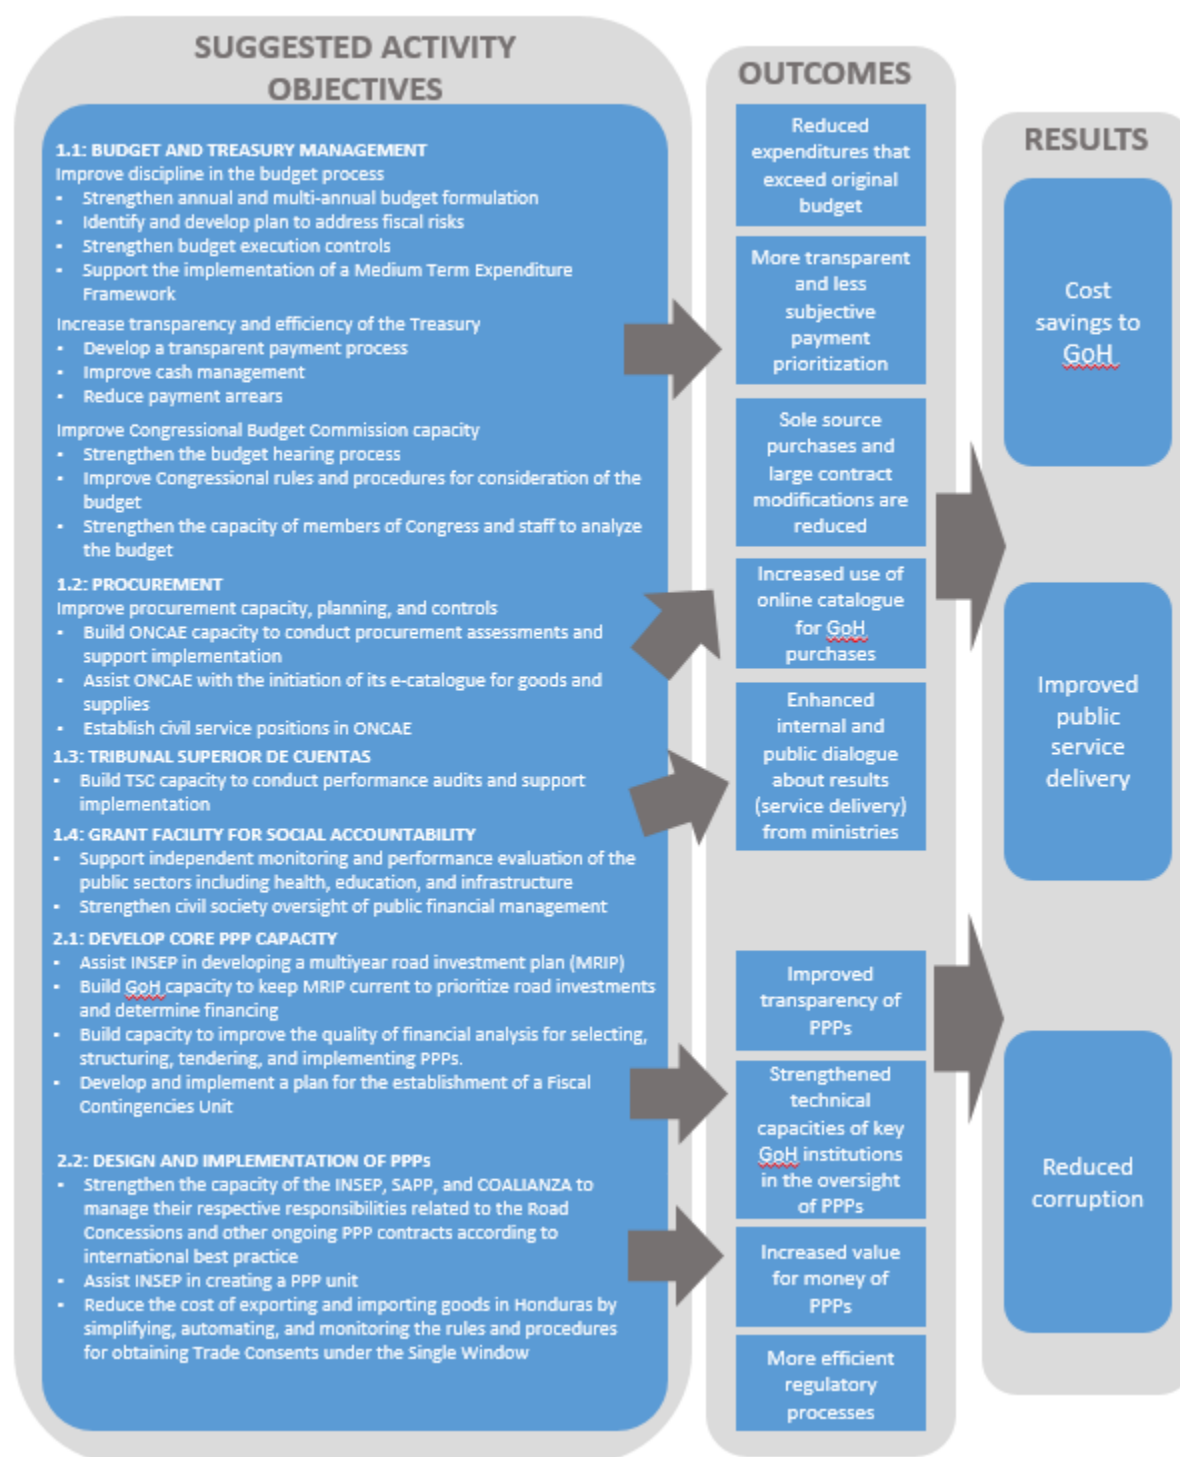 SUGGESTED ACTIVITY
OBJECTIVES
1.1: BUDGET AND TREASURY MANAGEMENT
Improve discipline in the budget process
▪ Strengthen annual and multi-annual budget formulation
▪ Identify and develop plan to address fiscal risks
▪ Strengthen budget execution controls
▪ Support the implementation of a Medium Term Expenditure
Framework
Increase transparency and efficiency of the Treasury
▪ Develop a transparent payment process
▪ Improve cash management
▪ Reduce payment arrears
Improve Congressional Budget Commission capacity
▪ Strengthen the budget hearing process
▪ Improve Congressional rules and procedures for consideration of the
budget
▪ Strengthen the capacity of members of Congress and staff to analyze
the budget
1.2: PROCUREMENT
Improve procurement capacity, planning, and controls
▪ Build ONCAE capacity to conduct procurement assessments and
support implementation
▪ Assist ONCAE with the initiation of its e-catalogue for goods and
supplies
▪ Establish civil service positions in ONCAE
1.3: TRIBUNAL SUPERIOR DE CUENTAS
▪ Build TSC capacity to conduct performance audits and support
implementation
1.4: GRANT FACILITY FOR SOCIAL ACCOUNTABILITY
▪ Support independent monitoring and performance evaluation of the
public sectors including health, education, and infrastructure
▪ Strengthen civil society oversight of public financial management
2.1: DEVELOP CORE PPP CAPACITY
▪ Assist INSEP in developing a multiyear road investment plan (MRIP)
▪ Build GoH capacity to keep MRIP current to prioritize road investments
and determine financing
▪ Build capacity to improve the quality of financial analysis for selecting,
structuring, tendering, and implementing PPPs.
▪ Develop and implement a plan for the establishment of a Fiscal
Contingencies Unit
2.2: DESIGN AND IMPLEMENTATION OF PPPs
▪ Strengthen the capacity of the INSEP, SAPP, and COALIANZA to
manage their respective responsibilities related to the Road
Concessions and other ongoing PPP contracts according to
international best practice
▪ Assist INSEP in creating a PPP unit
▪ Reduce the cost of exporting and importing goods in Honduras by
simplifying, automating, and monitoring the rules and procedures
for obtaining Trade Consents under the Single Window
OUTCOMES
Reduced
expenditures that
exceed original
budget
More transparent
and less
subjective
payment
prioritization
Sole source
purchases and
large contract
modifications are
reduced
Increased use of
online catalogue
for GoH
purchases
Enhanced
internal and
public dialogue
about results
(service delivery)
from ministries
Improved
transparency of
PPPs
Strengthened
technical
capacities of key
GoH institutions
in the oversight
of PPPs
Increased value
for money of
PPPs
More efficient
regulatory
processes
RESULTS
Cost
savings to
GoH
Improved
public
service
delivery
Reduced
corruption